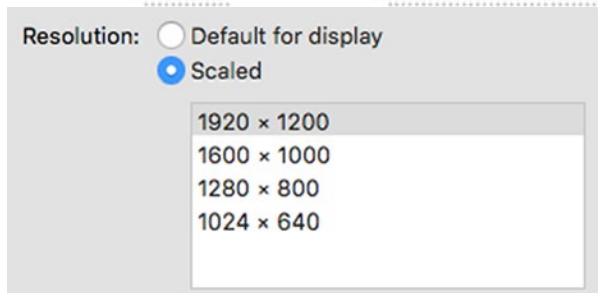 Resolution: Default for display
Scaled
1920 × 1200
1600 × 1000
1280 × 800
1024 × 640